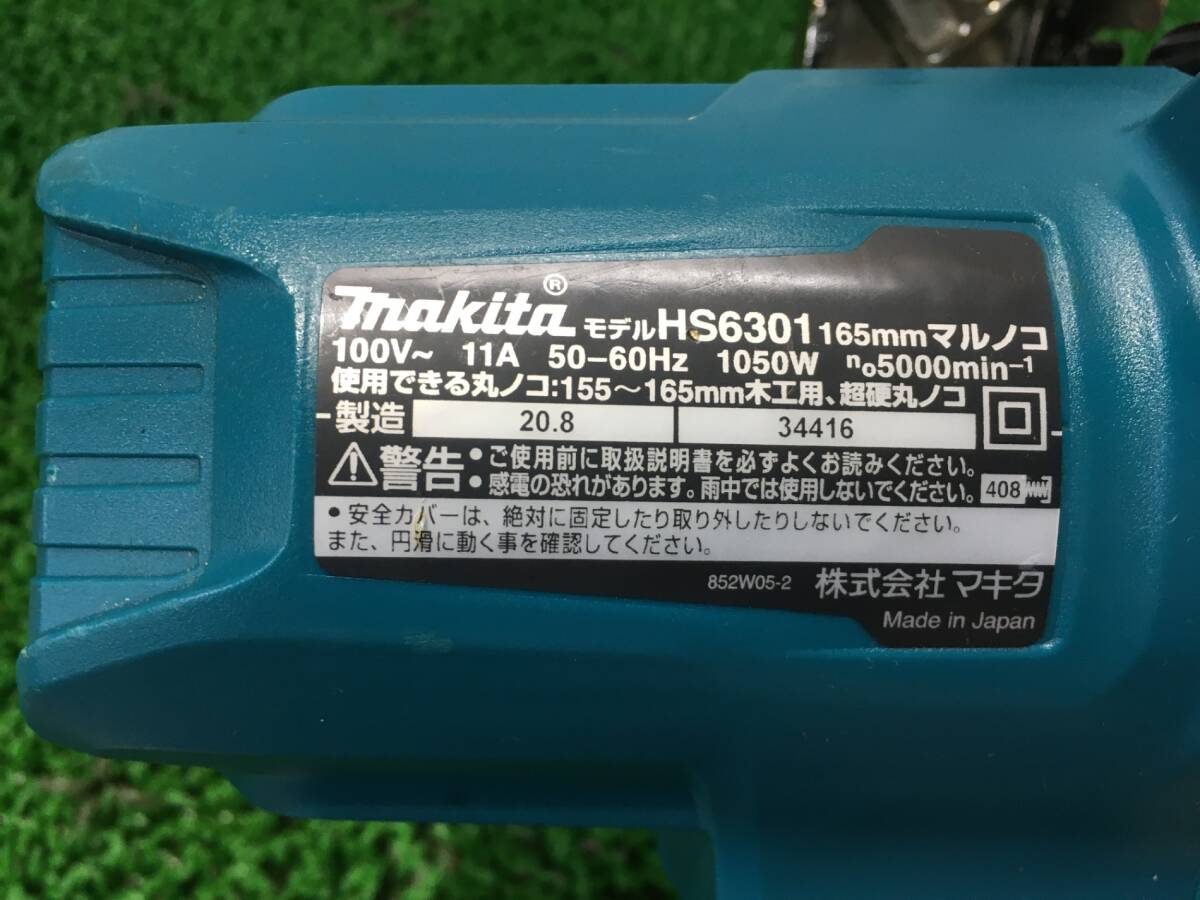 makita® モデルHS6301 165mmマルノコ
100V~ 11A 50-60Hz 1050W n₀5000min⁻¹
使用できる丸ノコ:155～165mm木工用、超硬丸ノコ
製造 20.8 34416
警告 •ご使用前に取扱説明書を必ずよくお読みください。
•感電の恐れがあります。雨中では使用しないでください。 408
•安全カバーは、絶対に固定したり取り外したりしないでください。
また、円滑に動く事を確認してください。
852W05-2 株式会社 マキタ
Made in Japan